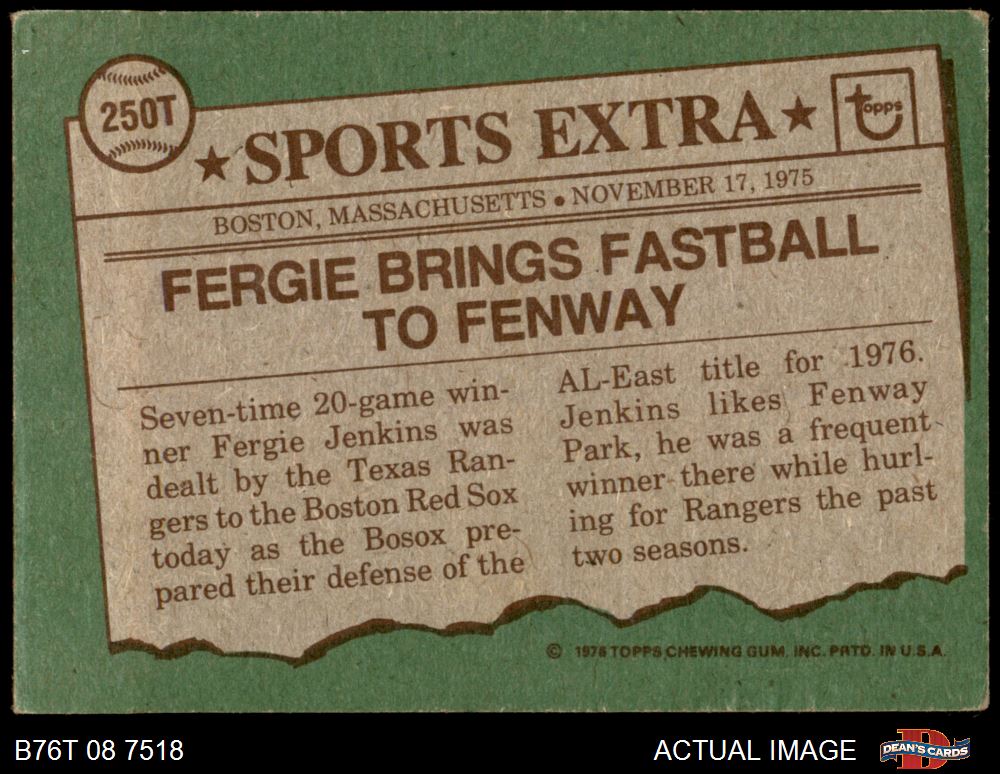 250T
★ SPORTS EXTRA ★
topps
BOSTON, MASSACHUSETTS • NOVEMBER 17, 1975
FERGIE BRINGS FASTBALL
TO FENWAY
Seven-time 20-game win-
ner Fergie Jenkins was
dealt by the Texas Ran-
gers to the Boston Red Sox
today as the Bosox pre-
pared their defense of the
AL-East title for 1976.
Jenkins likes Fenway
Park, he was a frequent
winner there while hurl-
ing for Rangers the past
two seasons.
© 1976 TOPPS CHEWING GUM, INC. PRTD. IN U.S.A.
B76T 08 7518
ACTUAL IMAGE
DEAN'S CARDS